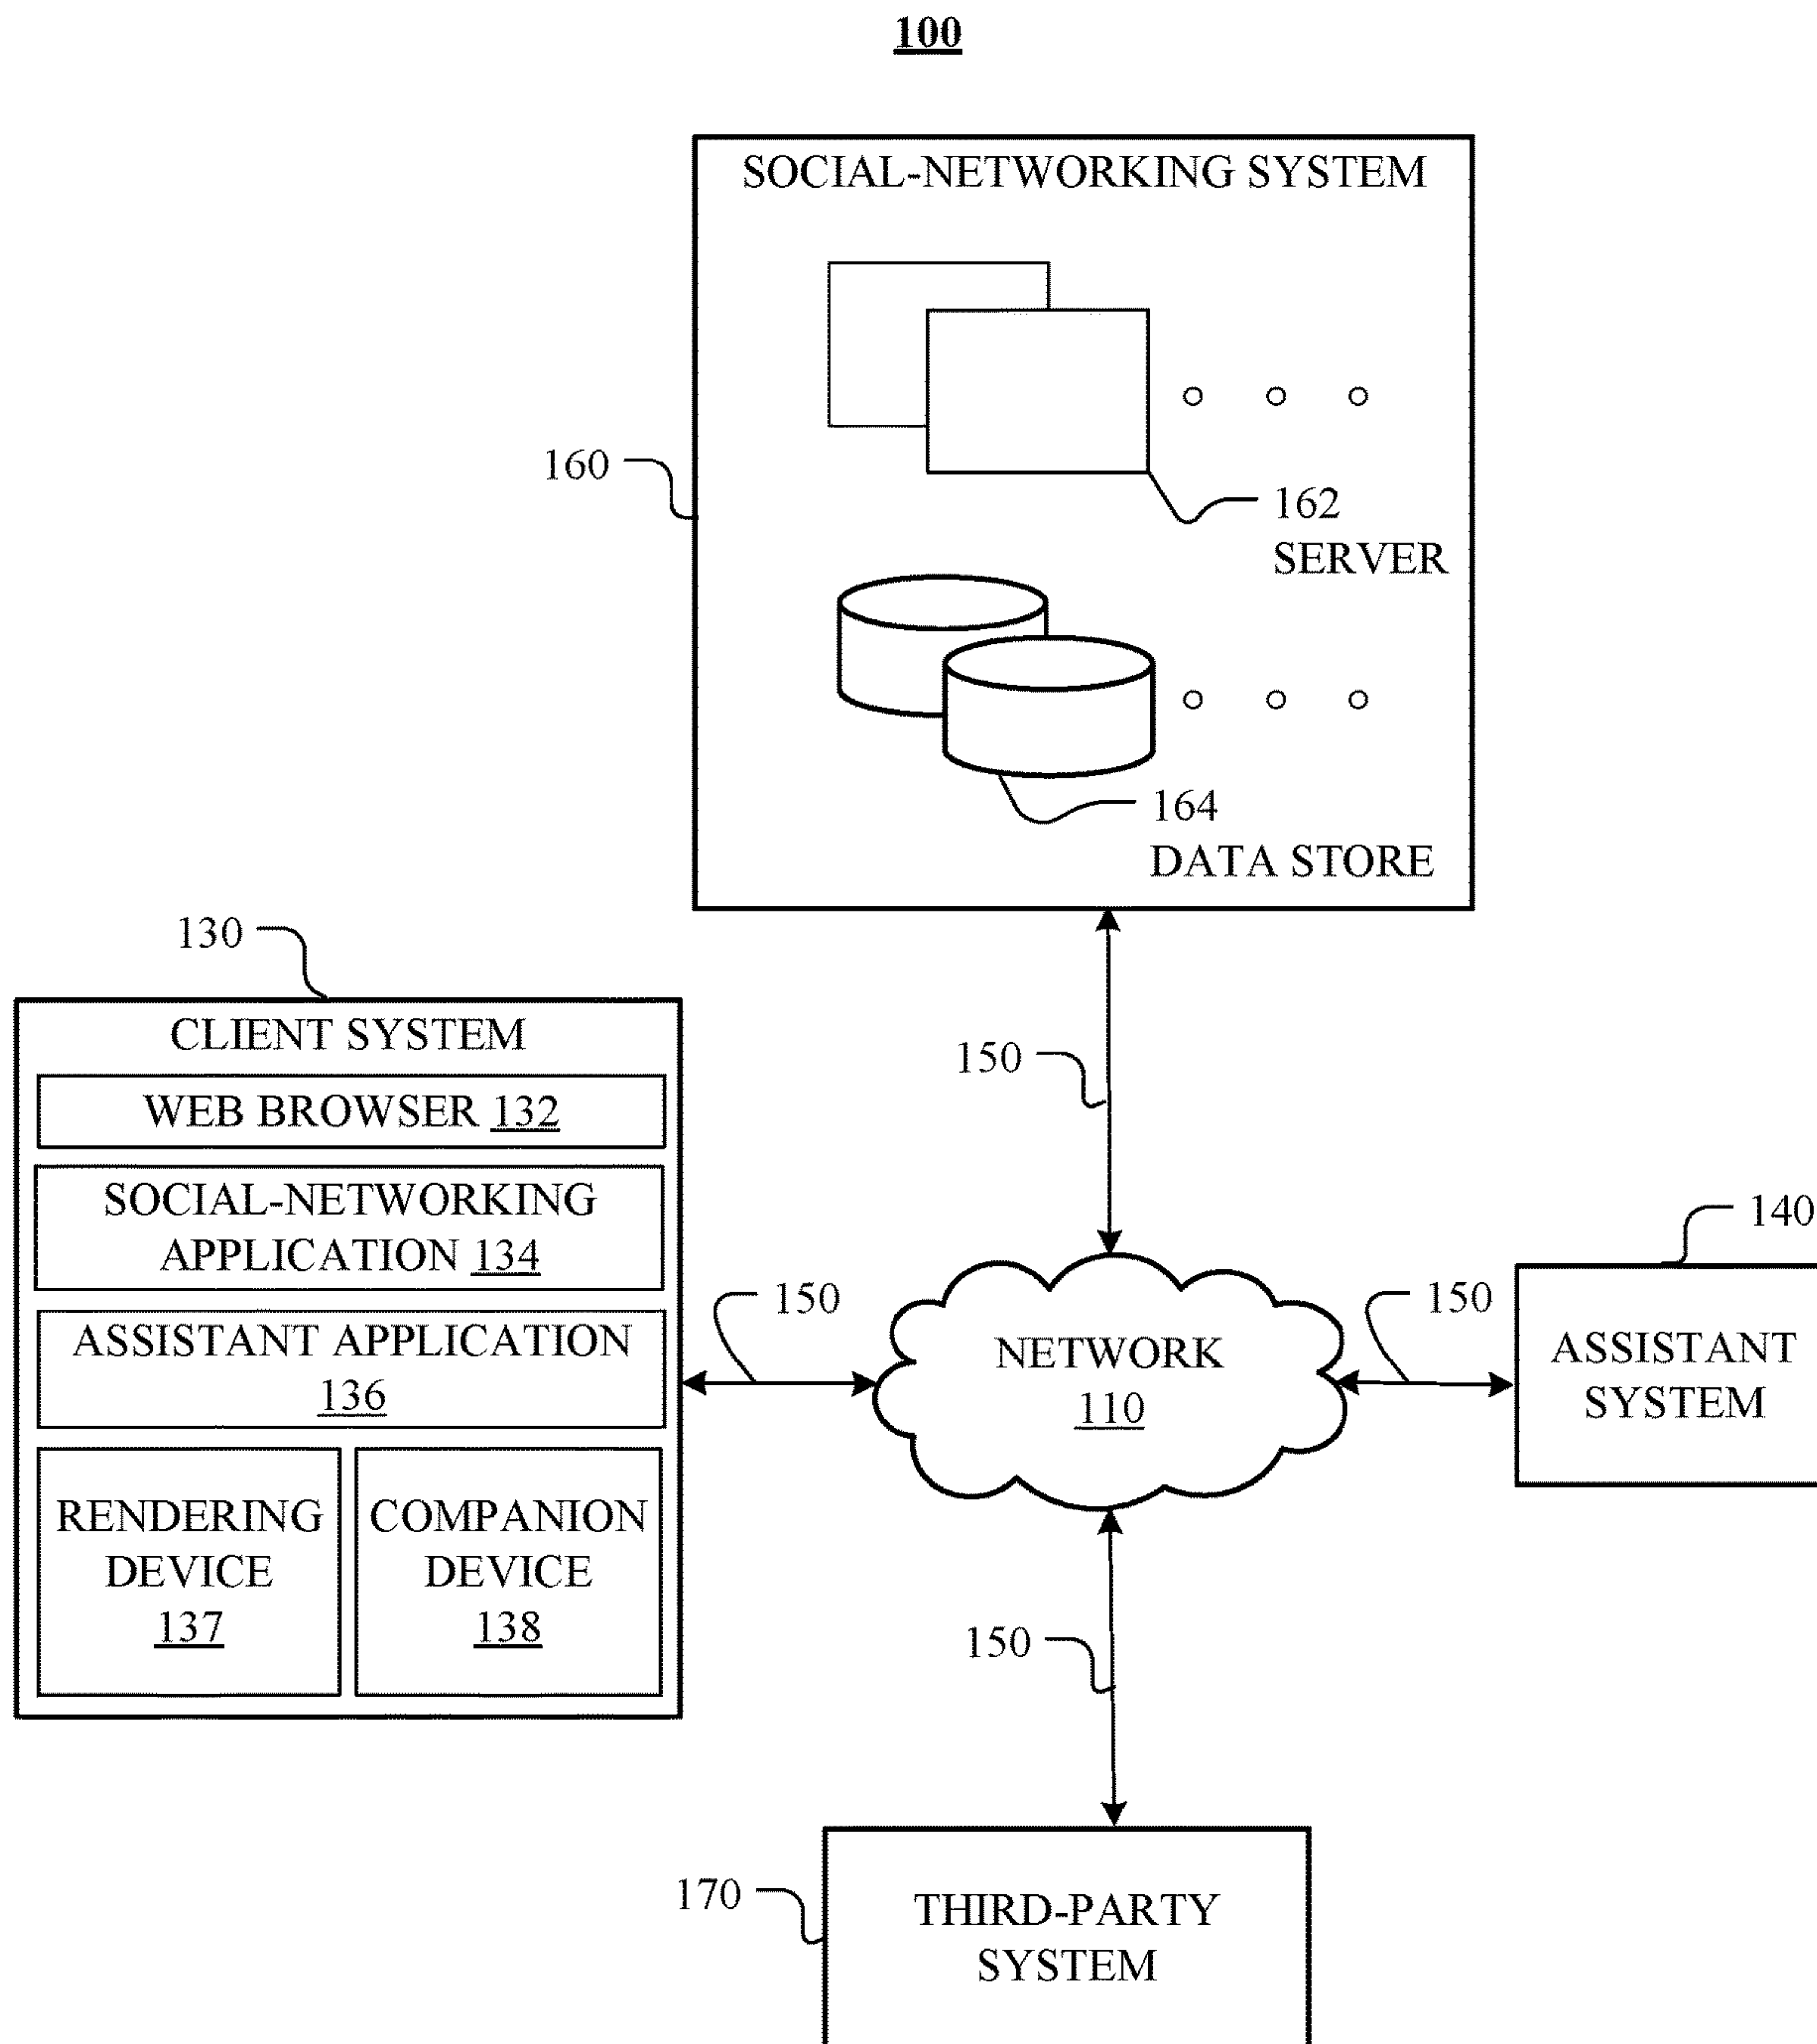 100
SOCIAL-NETWORKING SYSTEM
160
162
SERVER
164
DATA STORE
130
CLIENT SYSTEM
WEB BROWSER 132
SOCIAL-NETWORKING
APPLICATION 134
ASSISTANT APPLICATION
136
RENDERING
DEVICE
137
COMPANION
DEVICE
138
150
150
NETWORK
110
150
140
ASSISTANT
SYSTEM
150
170
THIRD-PARTY
SYSTEM